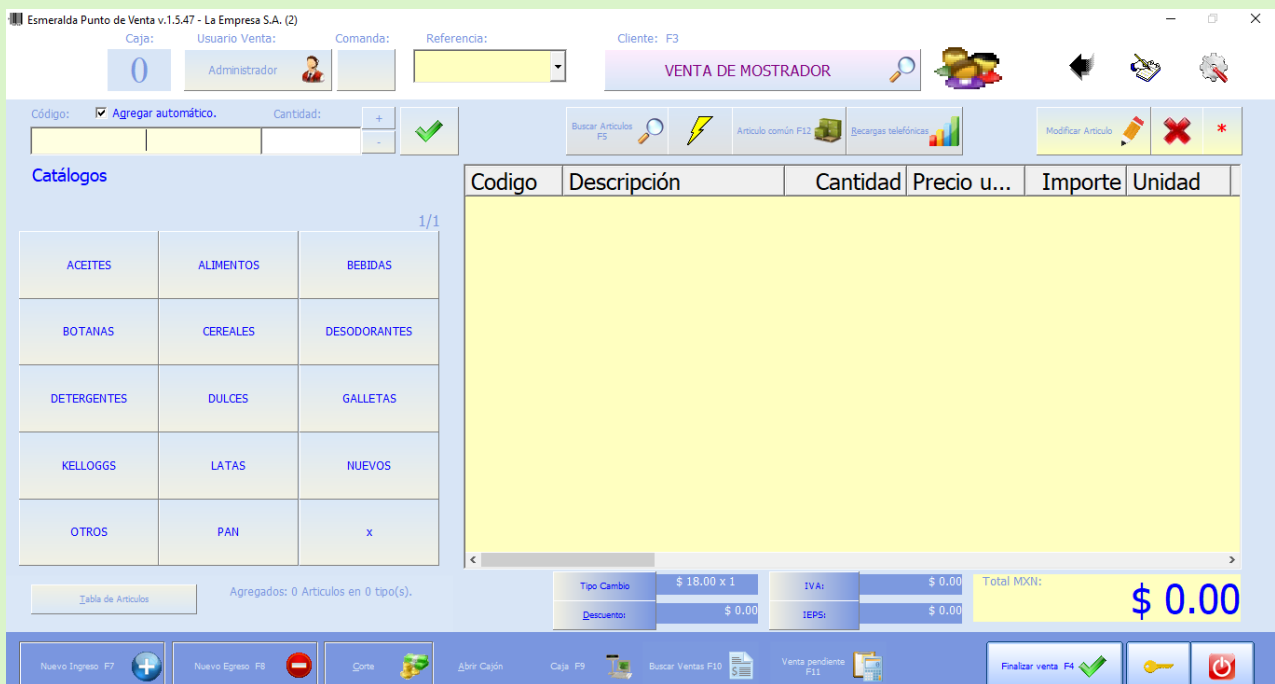 Esmeralda Punto de Venta v.1.5.47 - La Empresa S.A. (2)
Caja: Usuario Venta: Comanda: Referencia: Cliente: F3
0 Administrador VENTA DE MOSTRADOR
Código: Agregar automático. Cantidad: +
-
Buscar Articulos F5
Articulo común F12
Recargas telefónicas
Modificar Articulo
*
Catálogos
1/1
Codigo Descripción Cantidad Precio u... Importe Unidad
ACEITES ALIMENTOS BEBIDAS
BOTANAS CEREALES DESODORANTES
DETERGENTES DULCES GALLETAS
KELLOGGS LATAS NUEVOS
OTROS PAN x
Tabla de Articulos
Agregados: 0 Articulos en 0 tipo(s).
Tipo Cambio $ 18.00 x 1 IVA: $ 0.00 Total MXN:
Descuento: $ 0.00 IEPS: $ 0.00 $ 0.00
Nuevo Ingreso F7 Nuevo Egreso F8 Corte Abrir Cajón Caja F9 Buscar Ventas F10 Venta pendiente F11 Finalizar venta F4